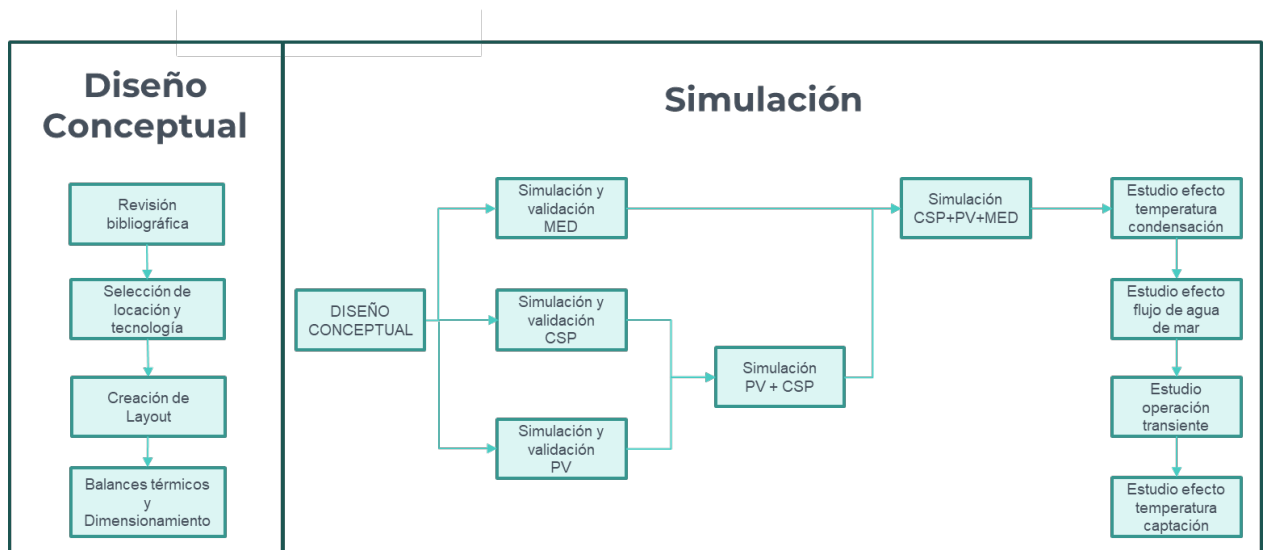 Diseño
Conceptual
Revisión
bibliográfica
Selección de
locación y
tecnología
Creación de
Layout
Balances térmicos
y
Dimensionamiento
Simulación
DISEÑO
CONCEPTUAL
Simulación y
validación
MED
Simulación y
validación
CSP
Simulación y
validación
PV
Simulación
PV + CSP
Simulación
CSP+PV+MED
Estudio efecto
temperatura
condensación
Estudio efecto
flujo de agua
de mar
Estudio
operación
transiente
Estudio efecto
temperatura
captación